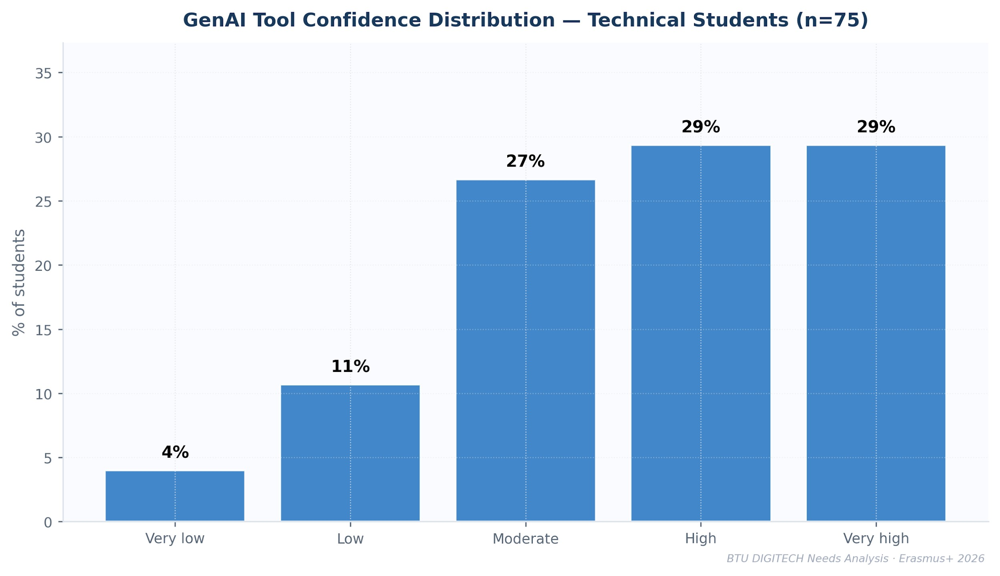 GenAI Tool Confidence Distribution — Technical Students (n=75)
% of students
35
30
25
20
15
10
5
0
4%
11%
27%
29%
29%
Very low
Low
Moderate
High
Very high
BTU DIGITECH Needs Analysis · Erasmus+ 2026